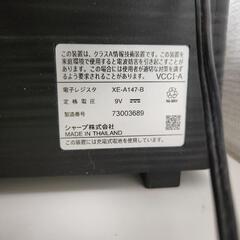 この装置は、クラスA情報技術装置です。この装置を
家庭環境で使用すると電波妨害を引き起こすことがあ
ります。この場合には使用者が適切な対策を講ず
るよう要求されることがあります。
VCCI-A
電子レジスタ XE-A147-B
定格電圧 9V
製造番号 73003689
シャープ株式会社
MADE IN THAILAND
この装置には充電式電池を使用しています。